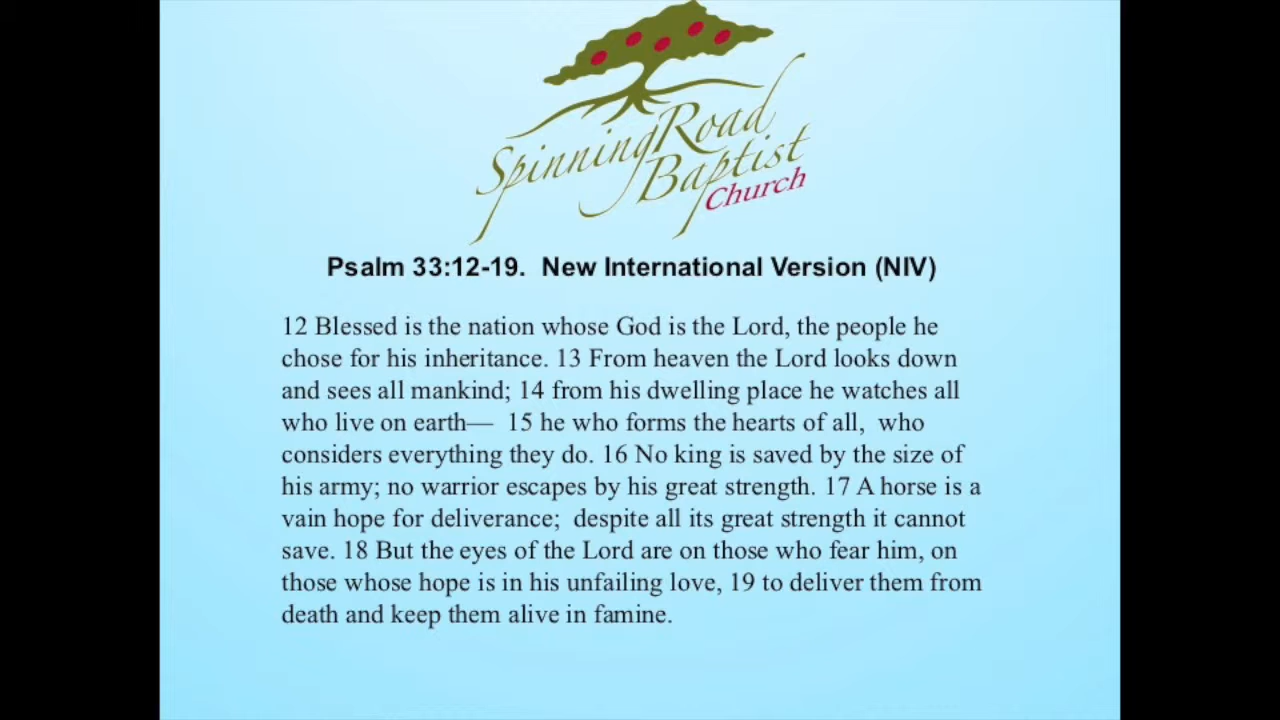 Spinning Road
Baptist
Church
Psalm 33:12-19.  New International Version (NIV)
12 Blessed is the nation whose God is the Lord, the people he
chose for his inheritance. 13 From heaven the Lord looks down
and sees all mankind; 14 from his dwelling place he watches all
who live on earth—  15 he who forms the hearts of all,  who
considers everything they do. 16 No king is saved by the size of
his army; no warrior escapes by his great strength. 17 A horse is a
vain hope for deliverance;  despite all its great strength it cannot
save. 18 But the eyes of the Lord are on those who fear him, on
those whose hope is in his unfailing love, 19 to deliver them from
death and keep them alive in famine.